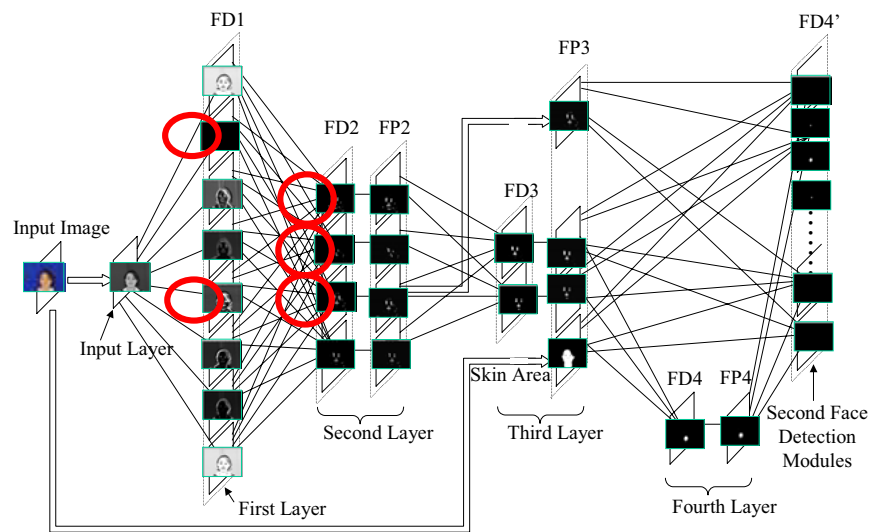 FD1
FD4’
FP3
FD2 FP2
FD3
Input Image
Input Layer
Skin Area
FD4 FP4
Second Layer
Third Layer
Second Face
Detection
Modules
First Layer
Fourth Layer